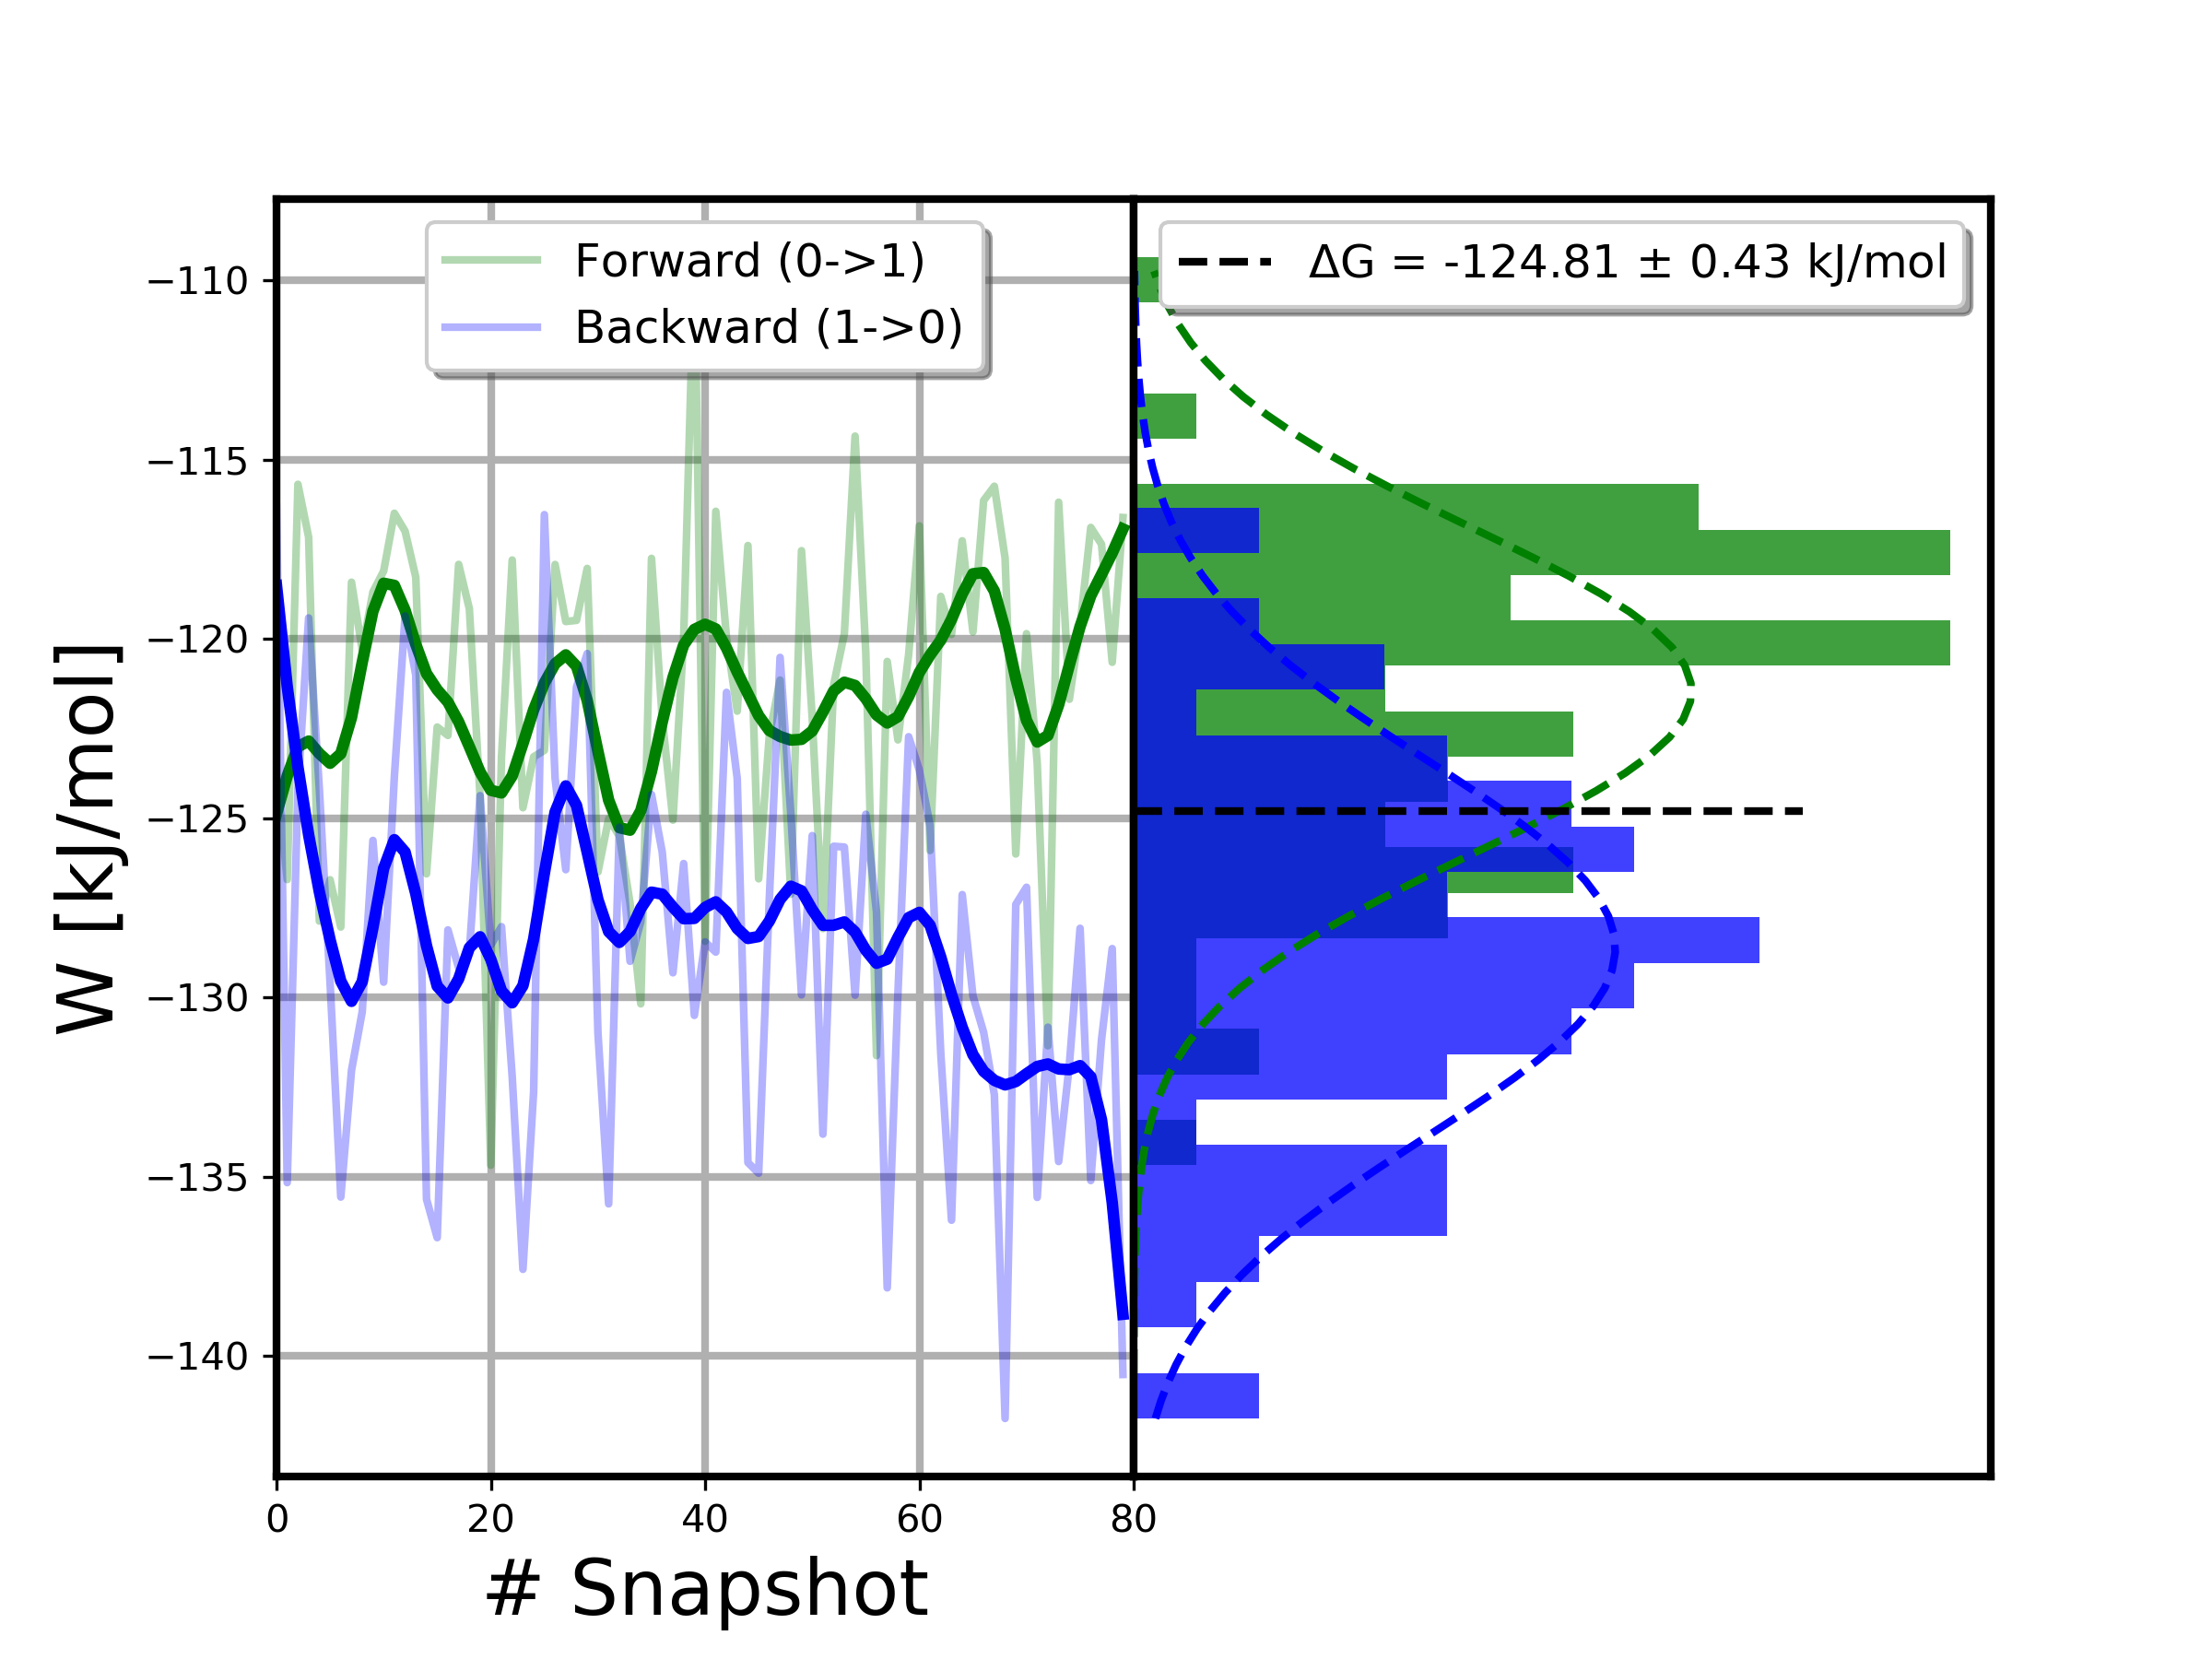 Forward (0->1)
Backward (1->0)
ΔG = -124.81 ± 0.43 kJ/mol
W [kJ/mol]
−110
−115
−120
−125
−130
−135
−140
0 20 40 60 80
# Snapshot